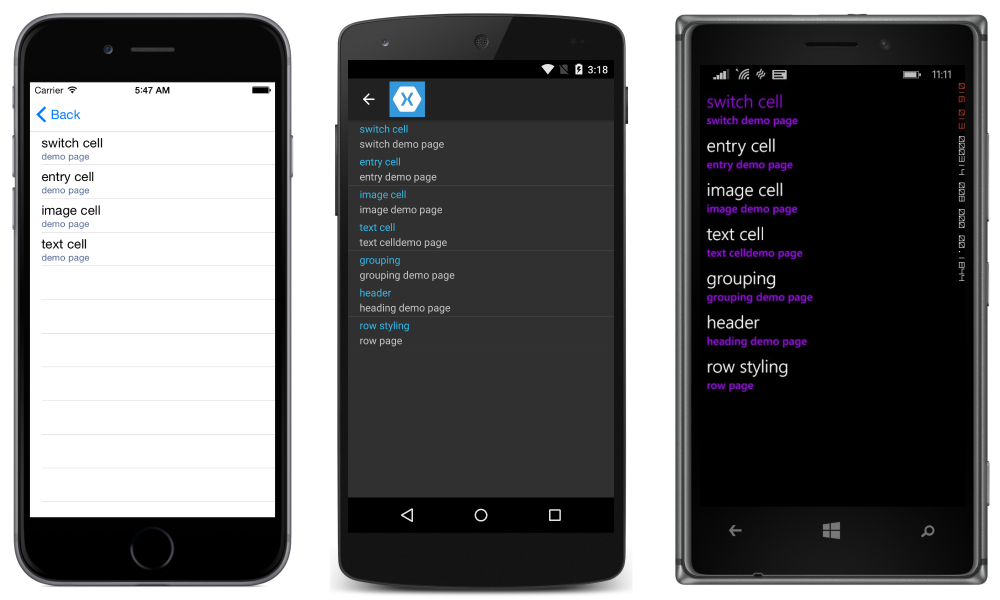 Carrier 5:47 AM
Back
switch cell
demo page
entry cell
demo page
image cell
demo page
text cell
demo page
3:18
switch cell
switch demo page
entry cell
entry demo page
image cell
image demo page
text cell
text celldemo page
grouping
grouping demo page
header
heading demo page
row styling
row page
11:11
switch cell
switch demo page
entry cell
entry demo page
image cell
image demo page
text cell
text celldemo page
grouping
grouping demo page
header
heading demo page
row styling
row page